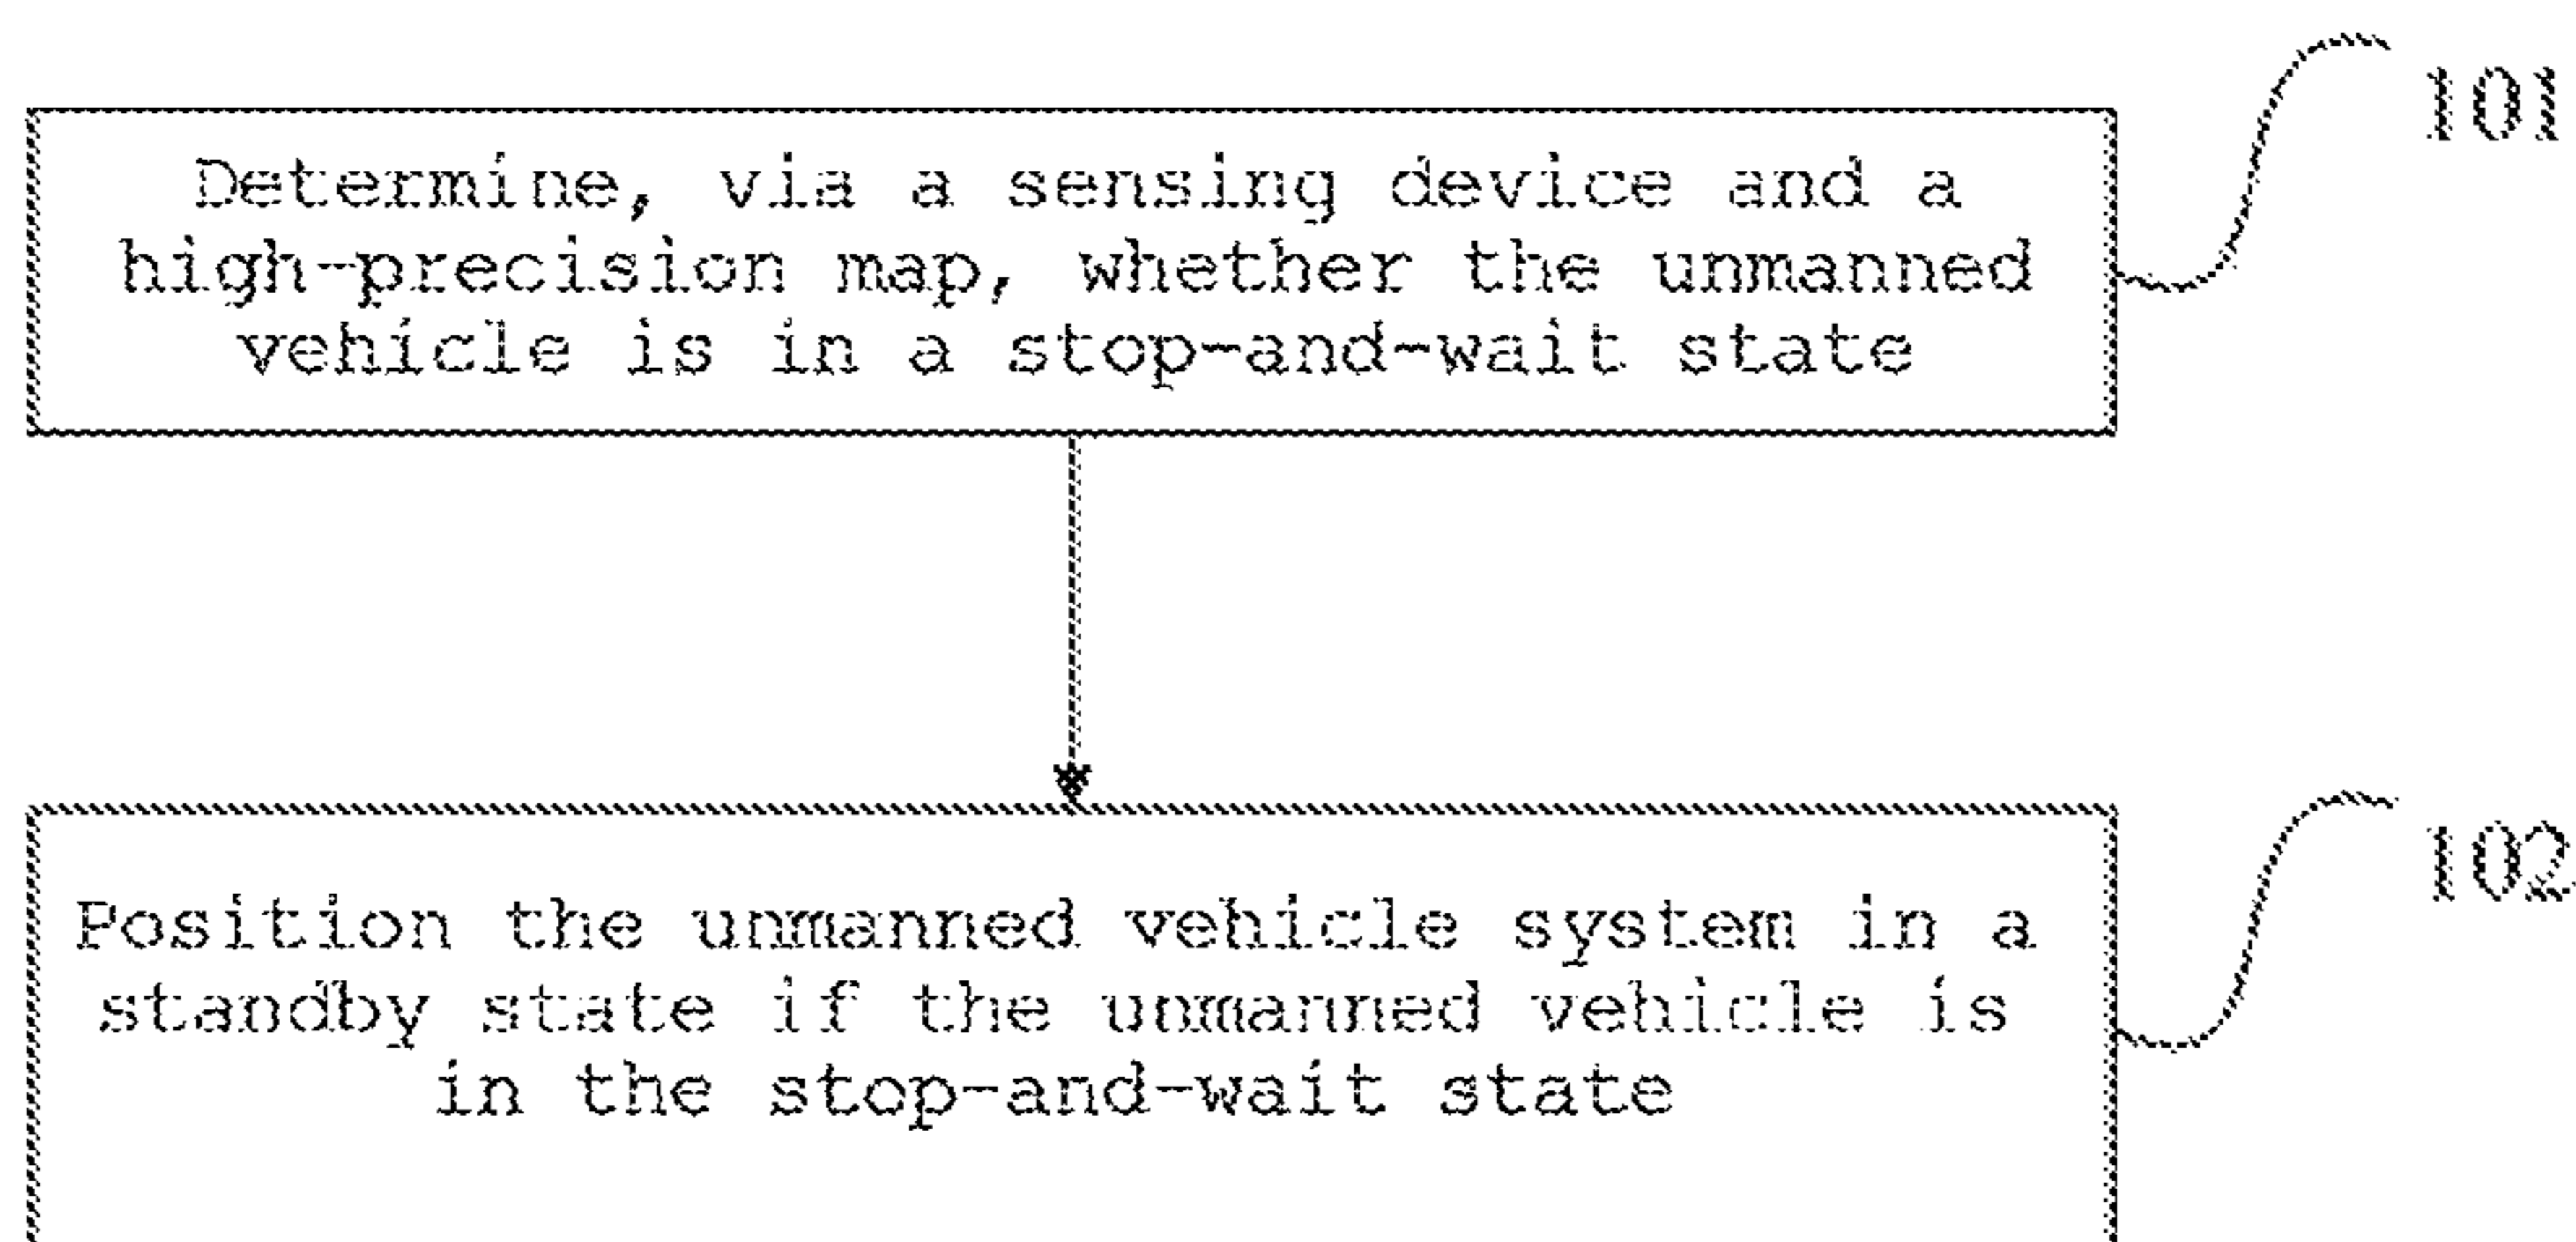 101
Determine, via a sensing device and a
high-precision map, whether the unmanned
vehicle is in a stop-and-wait state
102
Position the unmanned vehicle system in a
standby state if the unmanned vehicle is
in the stop-and-wait state